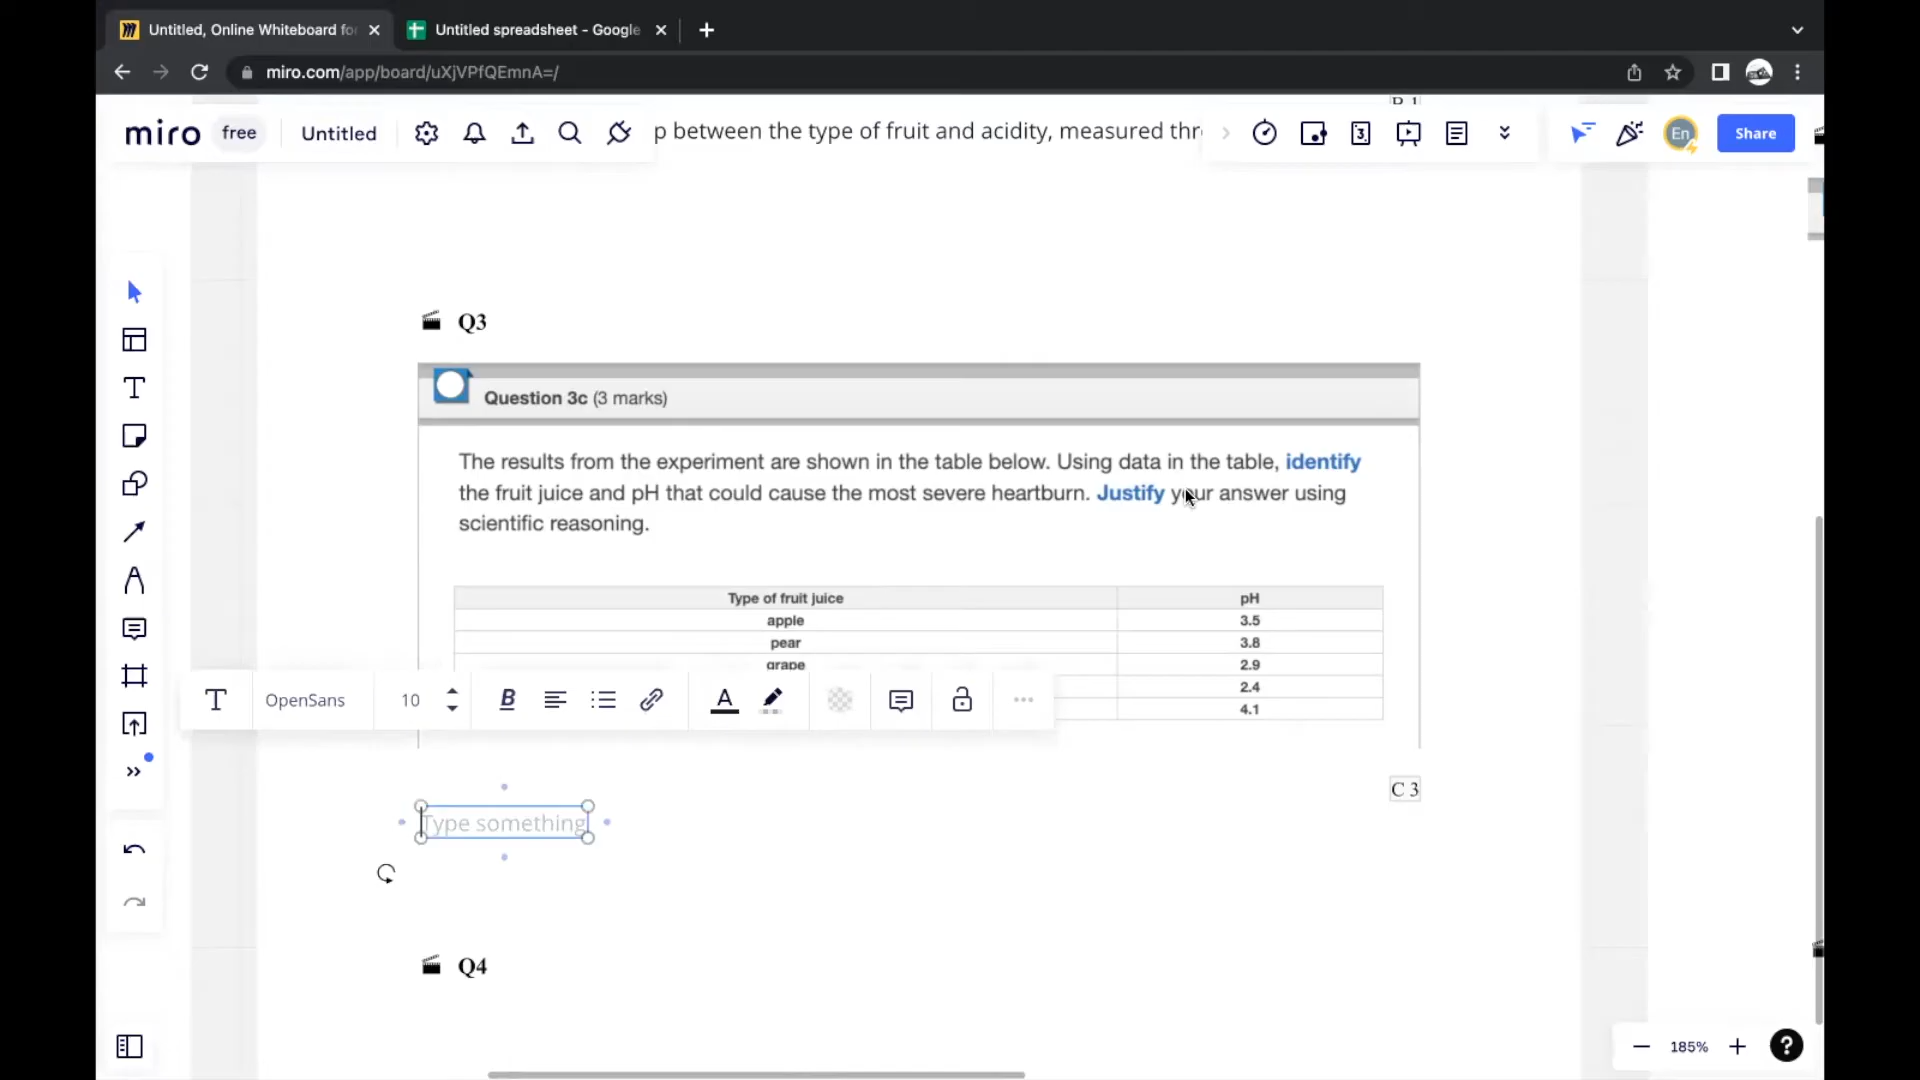 Untitled, Online Whiteboard fo
Untitled spreadsheet - Google
miro.com/app/board/uXjVPfQEmnA=/
miro
free
Untitled
p between the type of fruit and acidity, measured thr
3
En
Share
Q3
Question 3c (3 marks)
The results from the experiment are shown in the table below. Using data in the table, identify
the fruit juice and pH that could cause the most severe heartburn. Justify your answer using
scientific reasoning.
Type of fruit juice pH
apple 3.5
pear 3.8
grape 2.9
2.4
4.1
T OpenSans 10 B A
C 3
Type something
Q4
185%
?